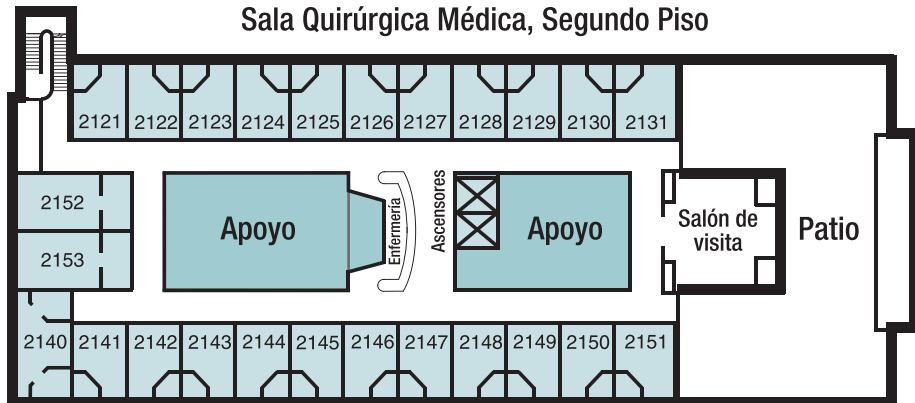 Sala Quirúrgica Médica, Segundo Piso
2121 2122 2123 2124 2125 2126 2127 2128 2129 2130 2131
2152
2153
Apoyo
Enfermería
Ascensores
Apoyo
Salón de
visita
Patio
2140 2141 2142 2143 2144 2145 2146 2147 2148 2149 2150 2151